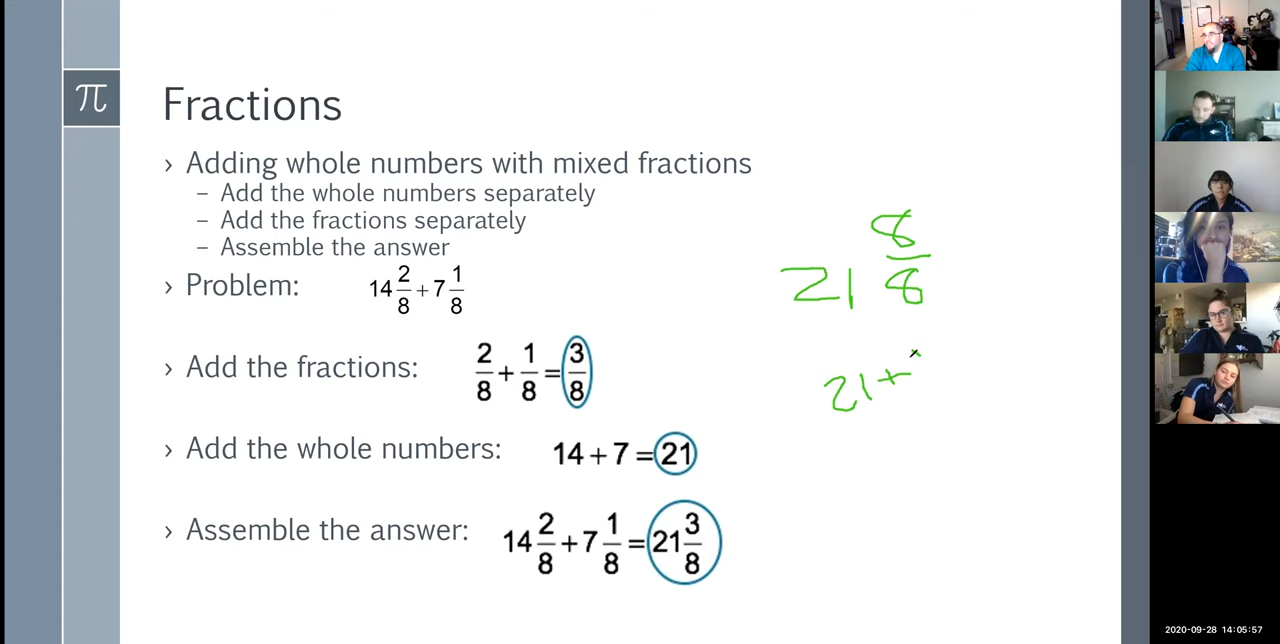 π
Fractions
› Adding whole numbers with mixed fractions
– Add the whole numbers separately
– Add the fractions separately
– Assemble the answer
› Problem: 14 2/8 + 7 1/8
› Add the fractions: 2/8 + 1/8 = 3/8
› Add the whole numbers: 14 + 7 = 21
› Assemble the answer: 14 2/8 + 7 1/8 = 21 3/8
21 8/8
21 +
2020-09-28 14:05:57